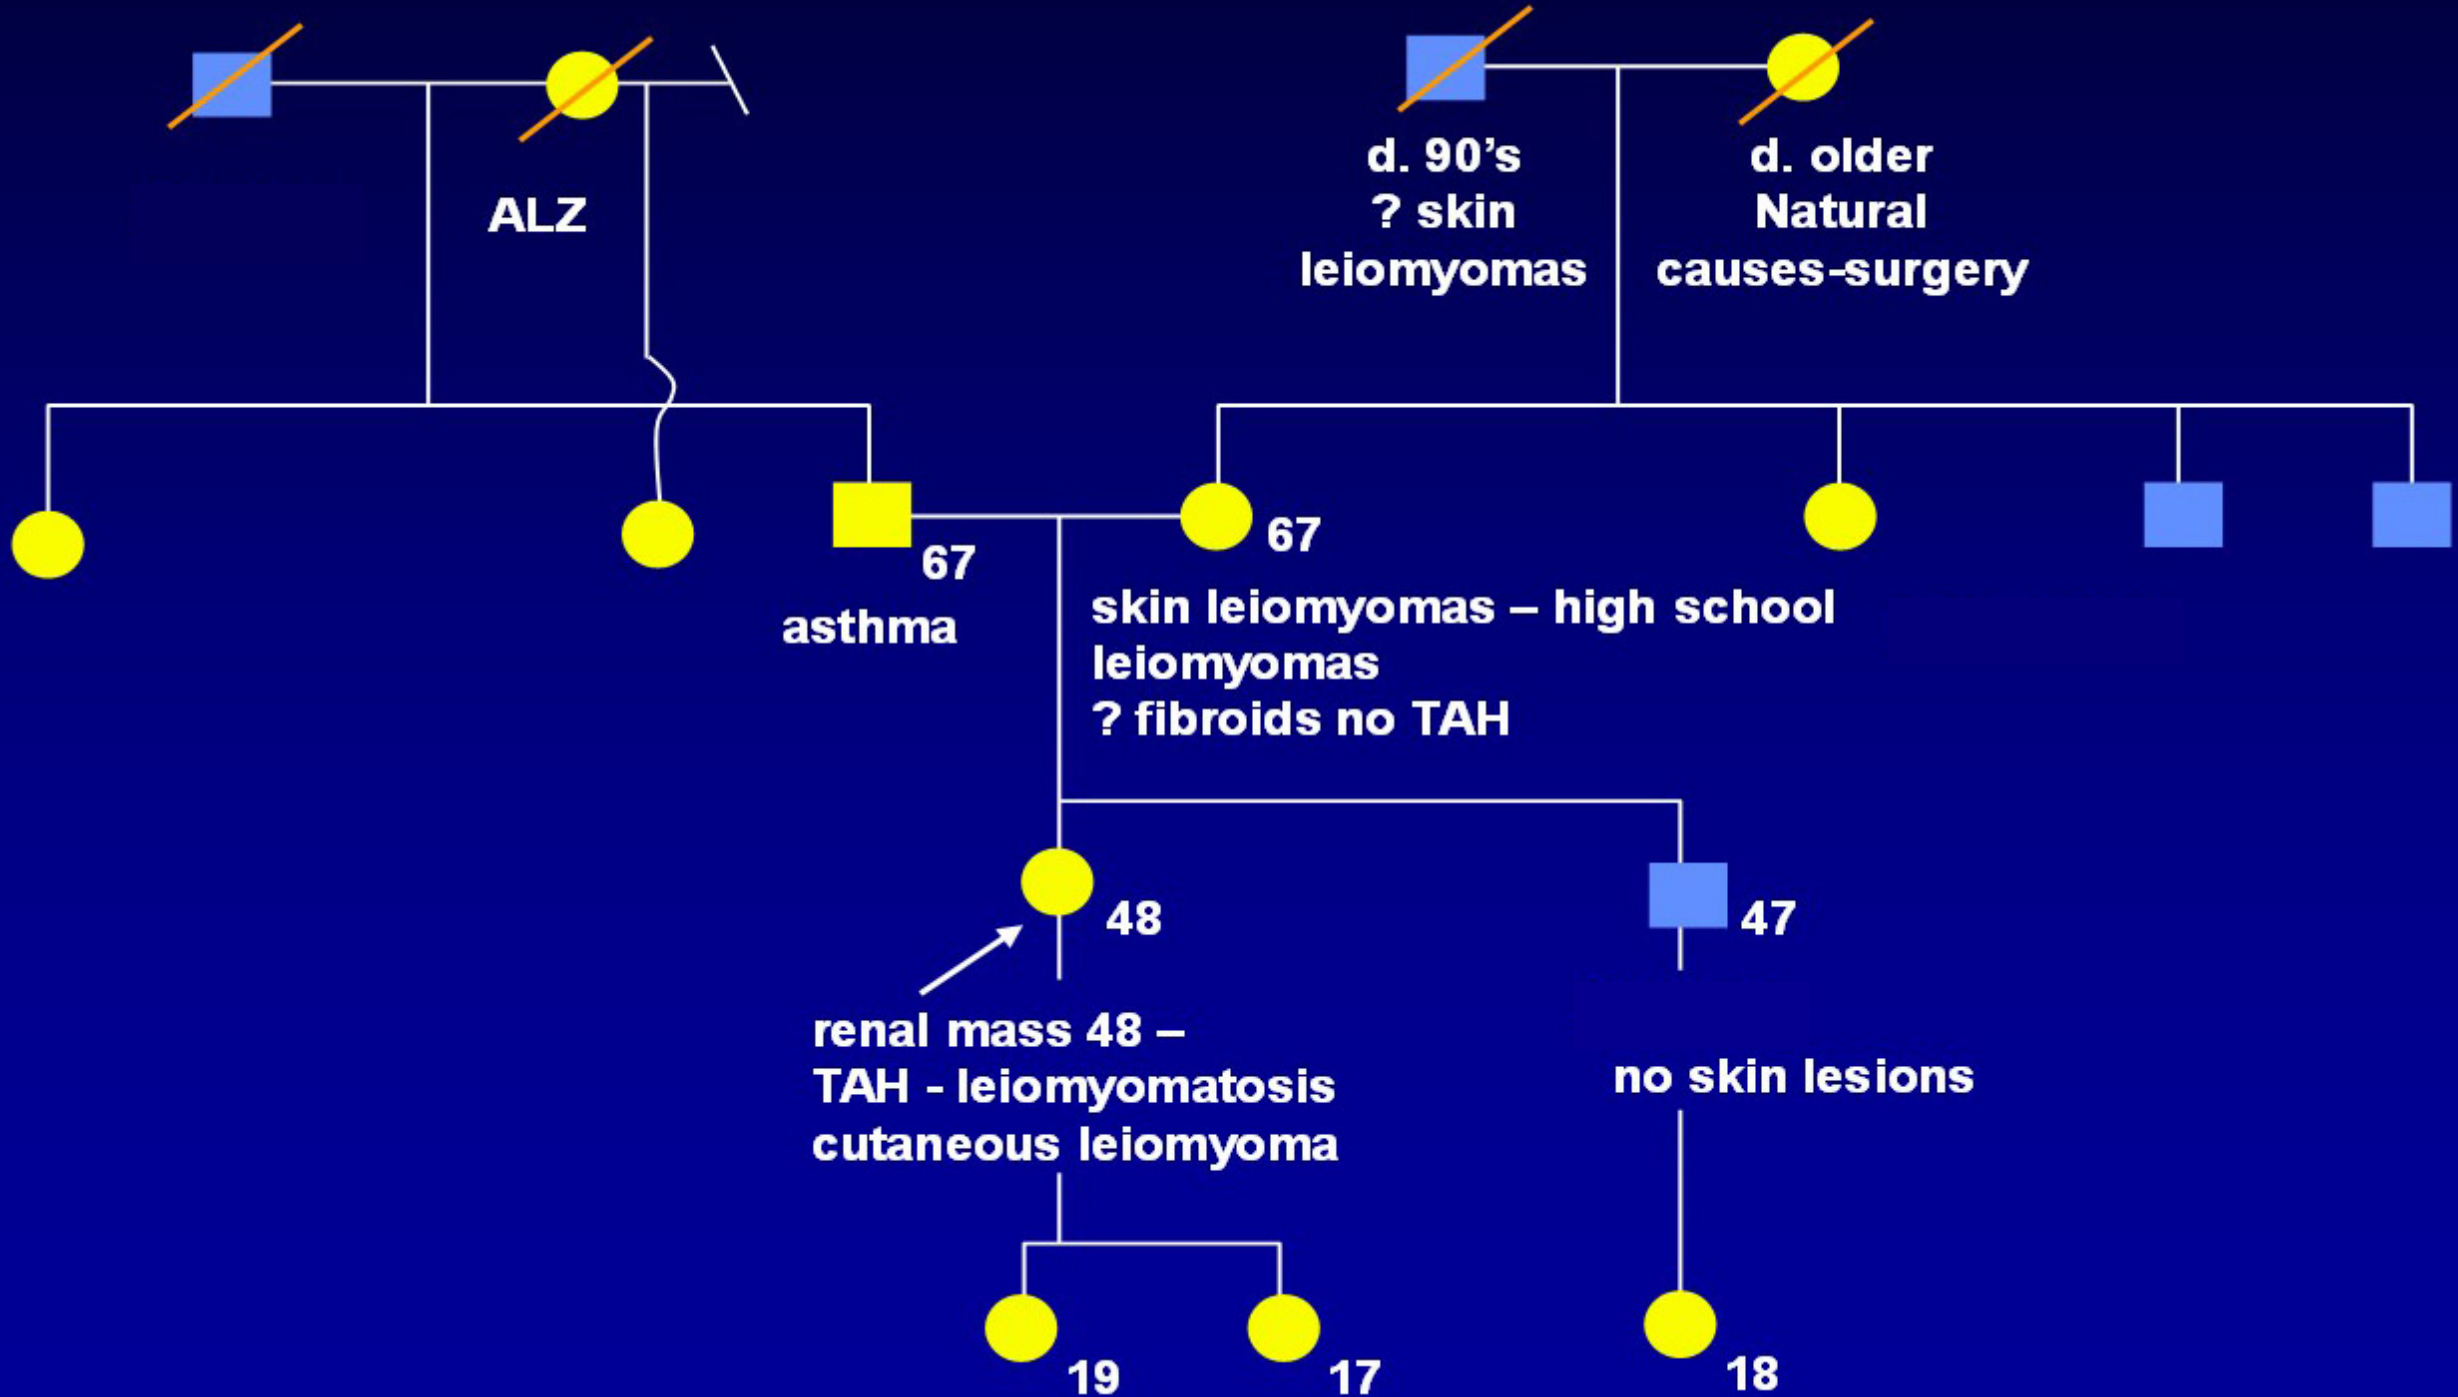 d. 90’s
? skin
leiomyomas
d. older
Natural
causes-surgery
ALZ
67
asthma
67
skin leiomyomas – high school
leiomyomas
? fibroids no TAH
48
renal mass 48 –
TAH - leiomyomatosis
cutaneous leiomyoma
47
no skin lesions
19
17
18